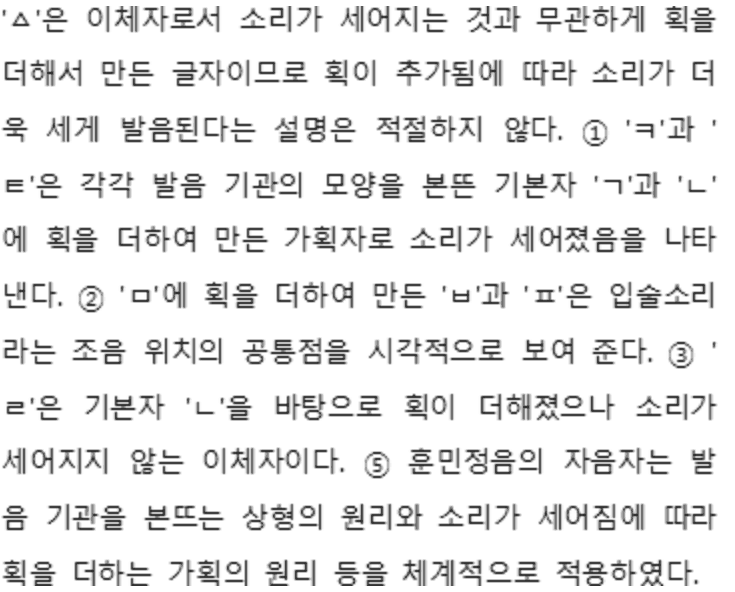 'ㅿ'은 이체자로서 소리가 세어지는 것과 무관하게 획을
더해서 만든 글자이므로 획이 추가됨에 따라 소리가 더
욱 세게 발음된다는 설명은 적절하지 않다. ① 'ㅋ'과 '
ㅌ'은 각각 발음 기관의 모양을 본뜬 기본자 'ㄱ'과 'ㄴ'
에 획을 더하여 만든 가획자로 소리가 세어졌음을 나타
낸다. ② 'ㅁ'에 획을 더하여 만든 'ㅂ'과 'ㅍ'은 입술소리
라는 조음 위치의 공통점을 시각적으로 보여 준다. ③ '
ㄹ'은 기본자 'ㄴ'을 바탕으로 획이 더해졌으나 소리가
세어지지 않는 이체자이다. ⑤ 훈민정음의 자음자는 발
음 기관을 본뜨는 상형의 원리와 소리가 세어짐에 따라
획을 더하는 가획의 원리 등을 체계적으로 적용하였다.